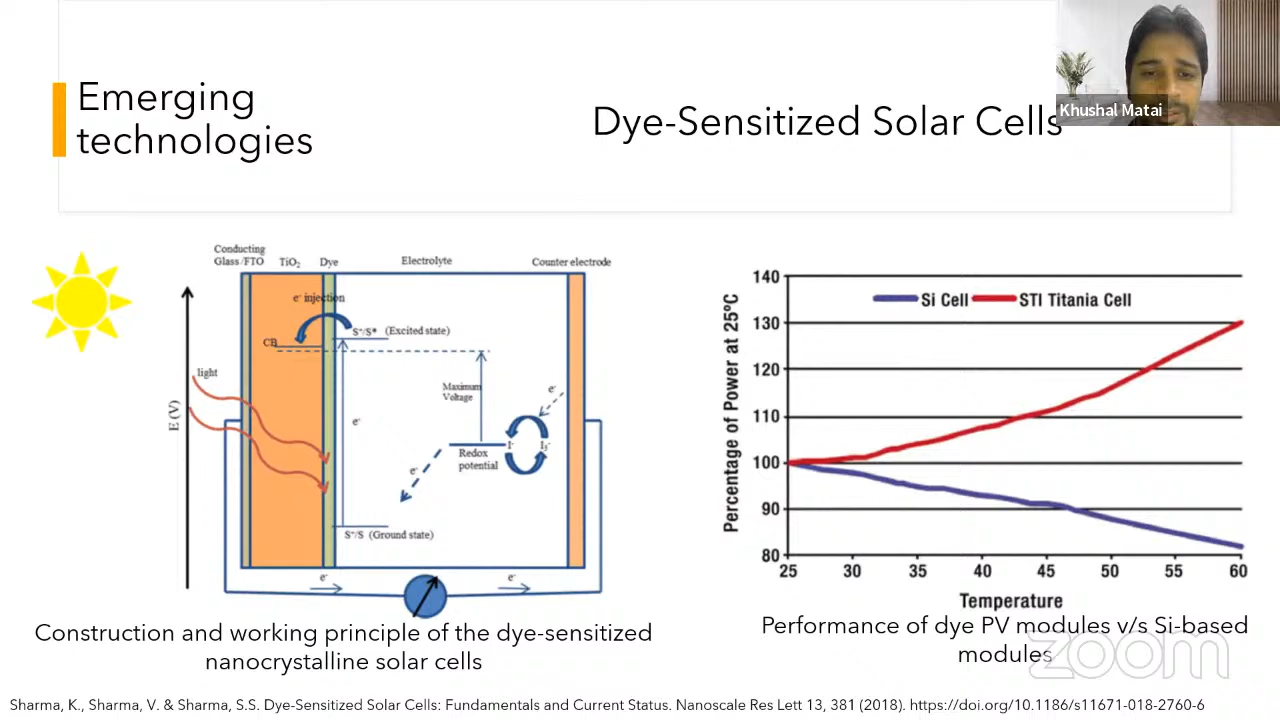 Emerging
technologies
Dye-Sensitized Solar Cells
Khushal Matai
Conducting
Glass /FTO
TiO₂
Dye
Electrolyte
Counter electrode
e⁻ injection
S⁺/S* (Excited state)
CB
light
Maximum
Voltage
e⁻
E (V)
e⁻
Redox
potential
I⁻
I₃⁻
e⁻
S⁺/S (Ground state)
e⁻
e⁻
Construction and working principle of the dye-sensitized
nanocrystalline solar cells
140
130
120
110
100
90
80
Si Cell
STI Titania Cell
Percentage of Power at 25ºC
25
30
35
40
45
50
55
60
Temperature
Performance of dye PV modules v/s Si-based
modules
zoom
Sharma, K., Sharma, V. & Sharma, S.S. Dye-Sensitized Solar Cells: Fundamentals and Current Status. Nanoscale Res Lett 13, 381 (2018). https://doi.org/10.1186/s11671-018-2760-6